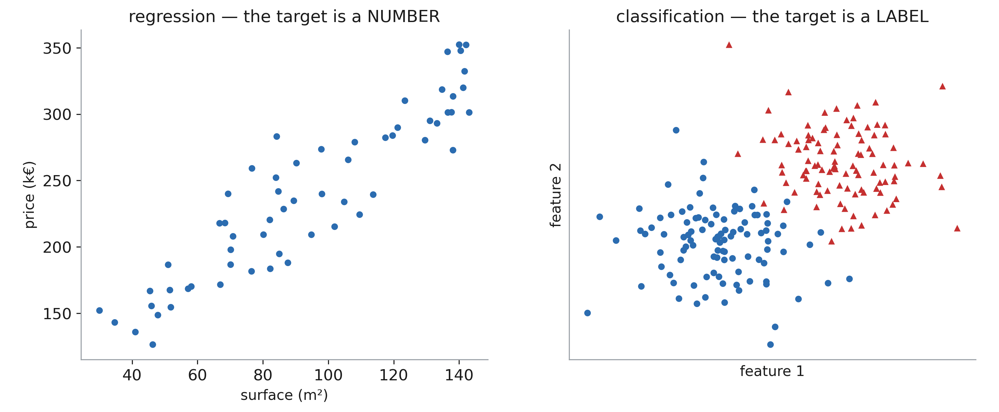 regression — the target is a NUMBER
350
300
250
200
150
price (k€)
40 60 80 100 120 140
surface (m²)
classification — the target is a LABEL
feature 2
feature 1